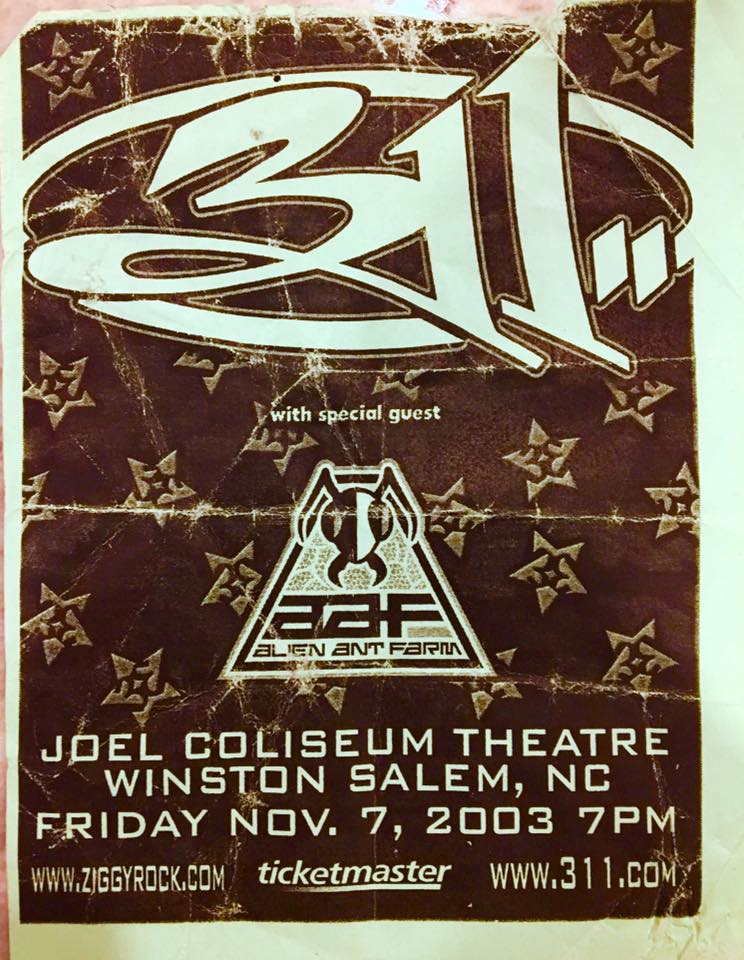 311
with special guest
aaf
ALIEN ANT FARM
JOEL COLISEUM THEATRE
WINSTON SALEM, NC
FRIDAY NOV. 7, 2003 7PM
WWW.ZIGGYROCK.COM ticketmaster WWW.311.COM